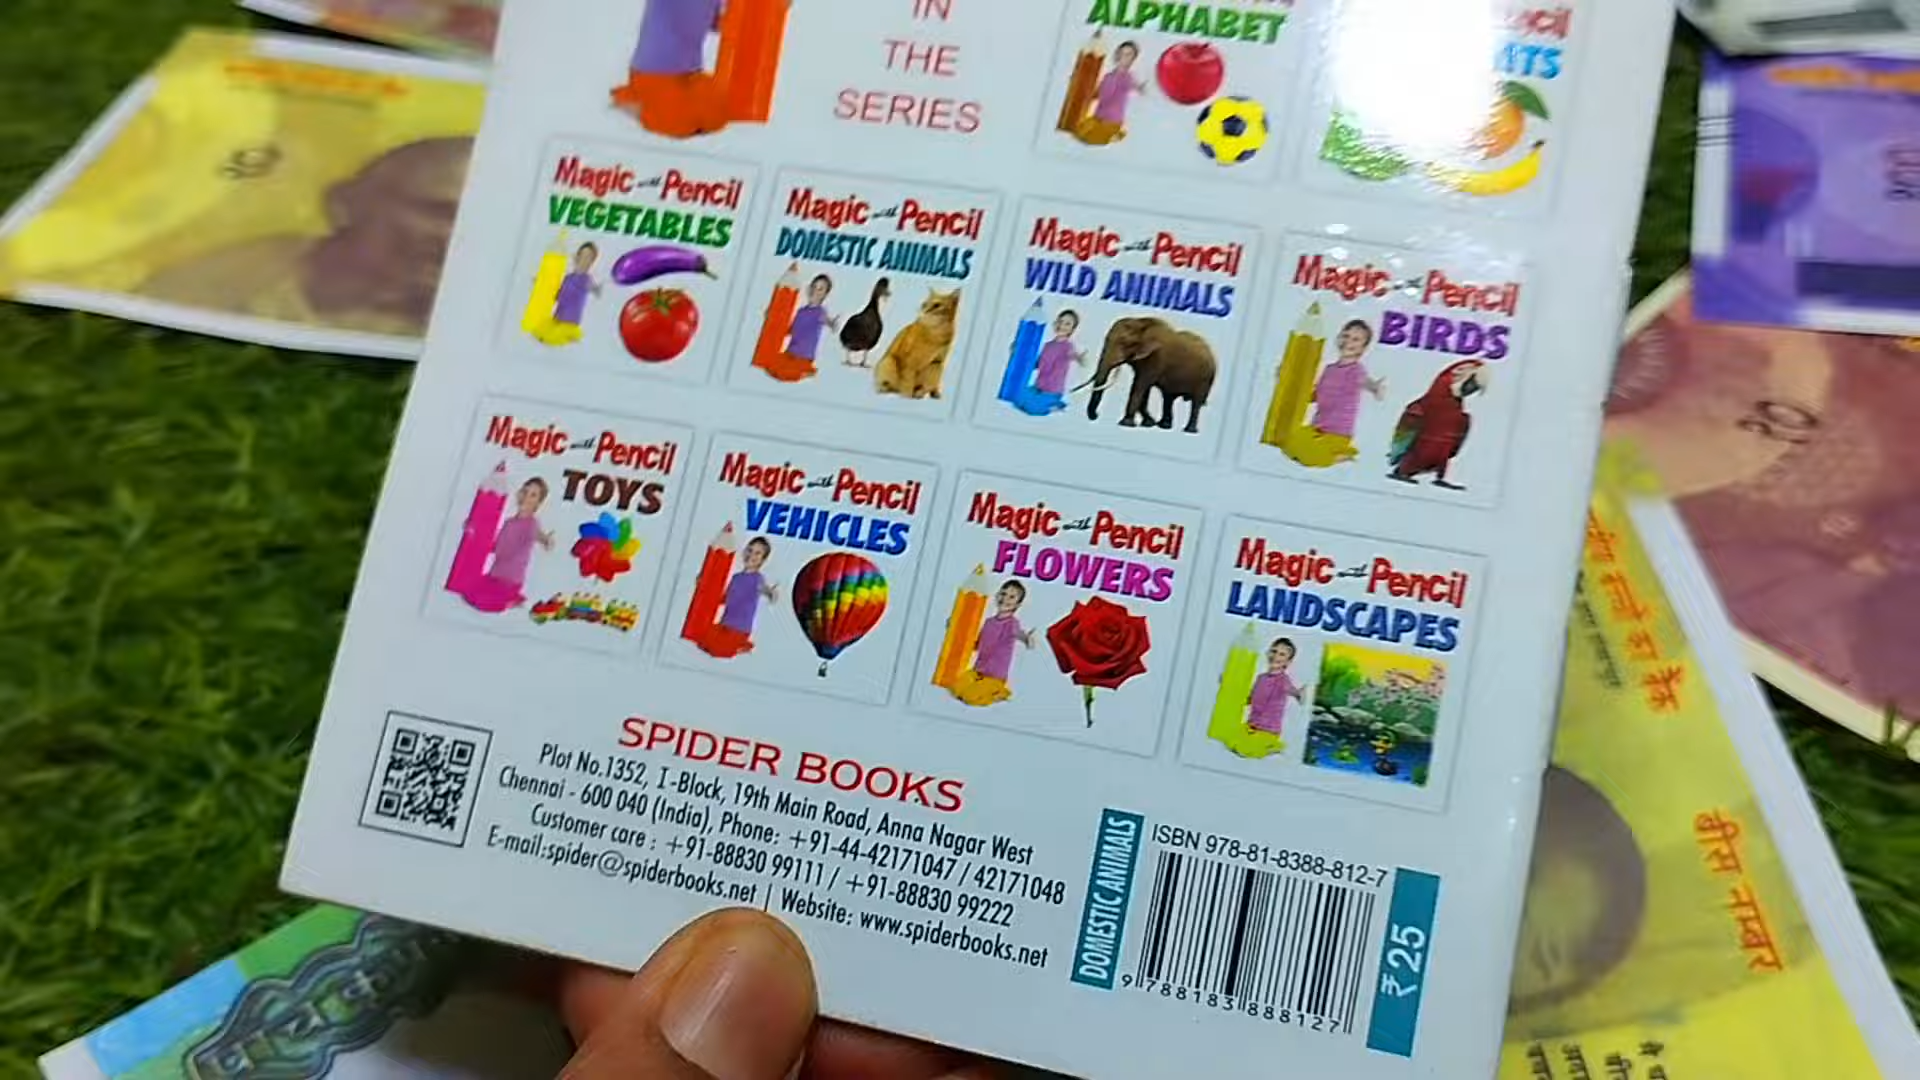 IN
THE
SERIES
ALPHABET
Magic with Pencil
VEGETABLES
Magic with Pencil
DOMESTIC ANIMALS
Magic with Pencil
WILD ANIMALS
Magic with Pencil
BIRDS
Magic with Pencil
TOYS
Magic with Pencil
VEHICLES
Magic with Pencil
FLOWERS
Magic with Pencil
LANDSCAPES
SPIDER BOOKS
Plot No.1352, I-Block, 19th Main Road, Anna Nagar West
Chennai - 600 040 (India), Phone: +91-44-42171047 / 42171048
Customer care : +91-88830 99111 / +91-88830 99222
E-mail:spider@spiderbooks.net | Website: www.spiderbooks.net
DOMESTIC ANIMALS
ISBN 978-81-8388-812-7
9 788183 888127
₹ 25
बीस